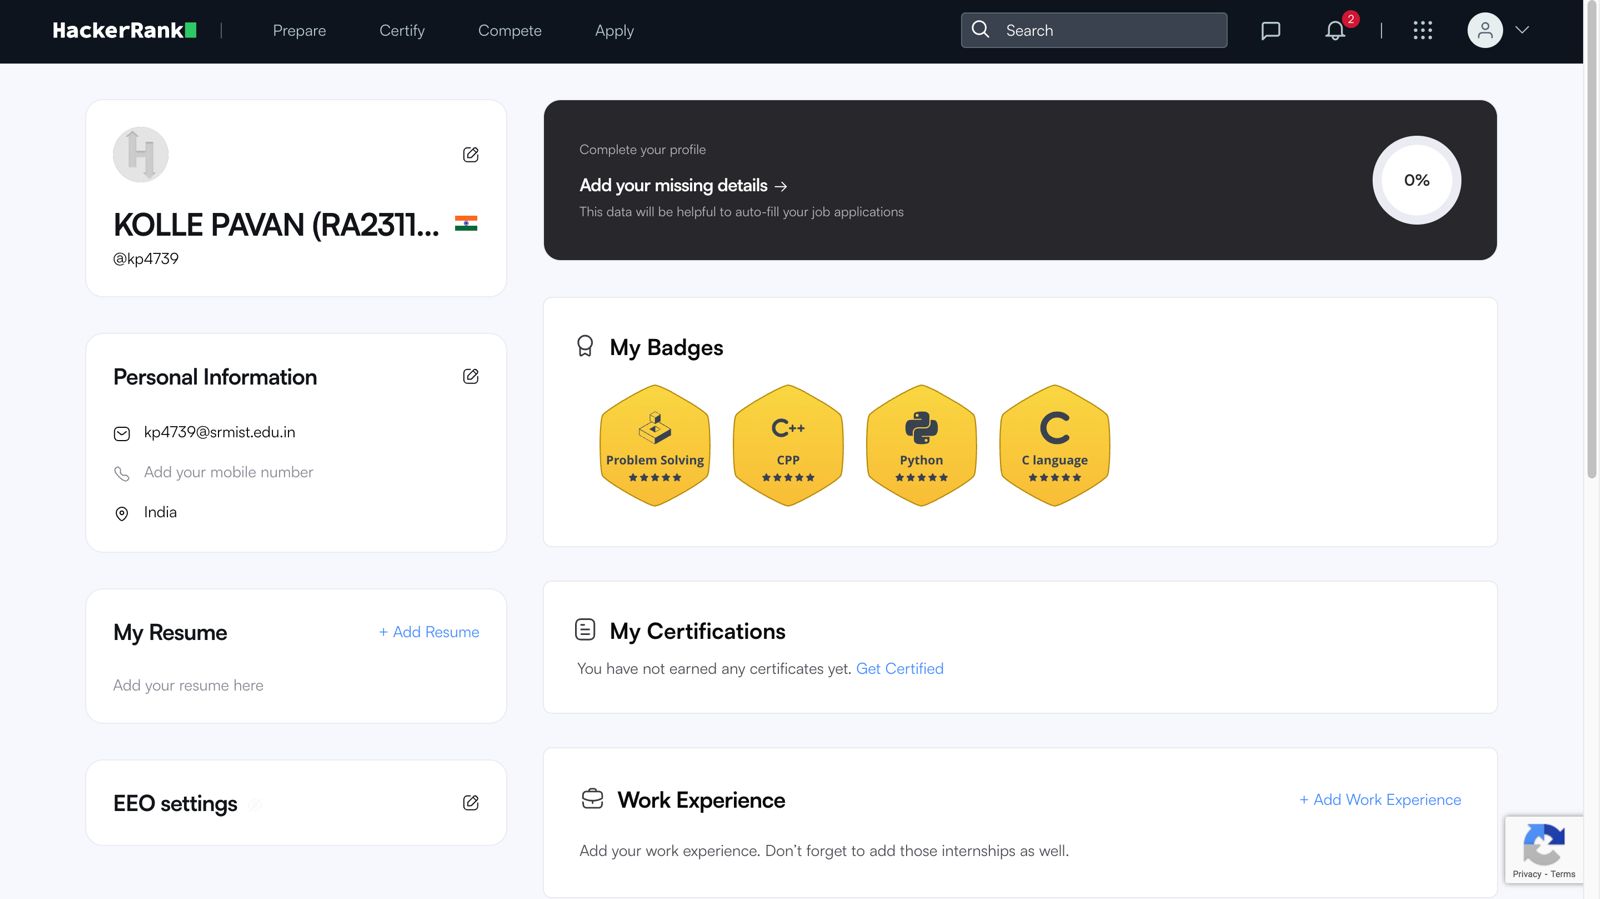 HackerRank
Prepare
Certify
Compete
Apply
Search
2
KOLLE PAVAN (RA2311...
@kp4739
Personal Information
kp4739@srmist.edu.in
Add your mobile number
India
My Resume
+ Add Resume
Add your resume here
EEO settings
Complete your profile
Add your missing details →
This data will be helpful to auto-fill your job applications
0%
My Badges
Problem Solving
C++
CPP
Python
C
C language
My Certifications
You have not earned any certificates yet. Get Certified
Work Experience
+ Add Work Experience
Add your work experience. Don’t forget to add those internships as well.
Privacy - Terms